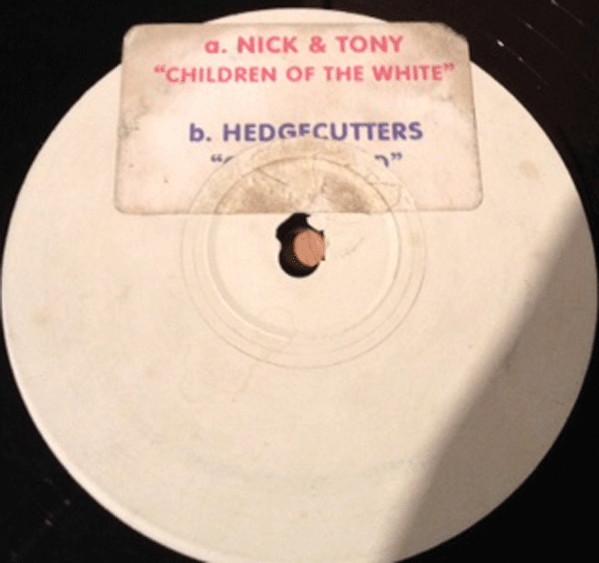 a. NICK & TONY
"CHILDREN OF THE WHITE"
b. HEDGECUTTERS